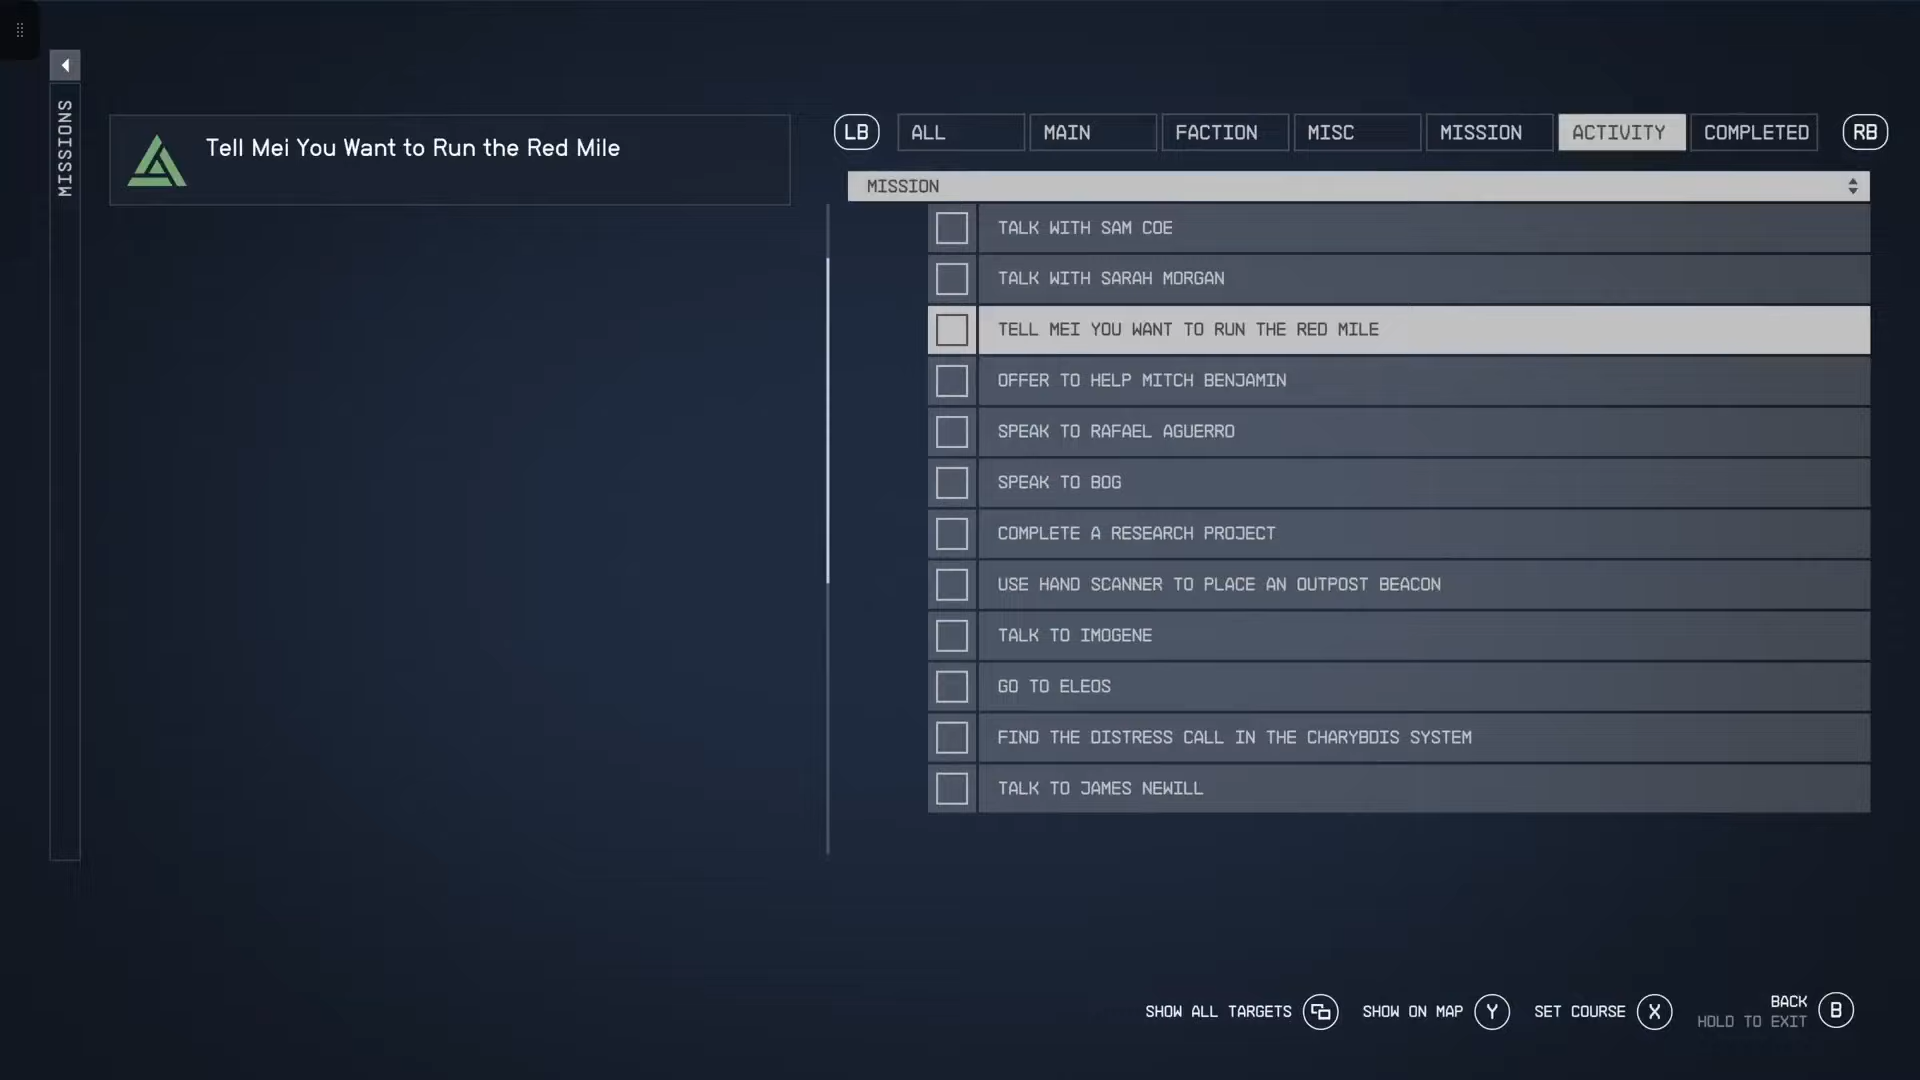 MISSIONS
Tell Mei You Want to Run the Red Mile
LB ALL MAIN FACTION MISC MISSION ACTIVITY COMPLETED RB
MISSION
TALK WITH SAM COE
TALK WITH SARAH MORGAN
TELL MEI YOU WANT TO RUN THE RED MILE
OFFER TO HELP MITCH BENJAMIN
SPEAK TO RAFAEL AGUERRO
SPEAK TO BOG
COMPLETE A RESEARCH PROJECT
USE HAND SCANNER TO PLACE AN OUTPOST BEACON
TALK TO IMOGENE
GO TO ELEOS
FIND THE DISTRESS CALL IN THE CHARYBDIS SYSTEM
TALK TO JAMES NEWILL
SHOW ALL TARGETS SHOW ON MAP Y SET COURSE X BACK B
HOLD TO EXIT